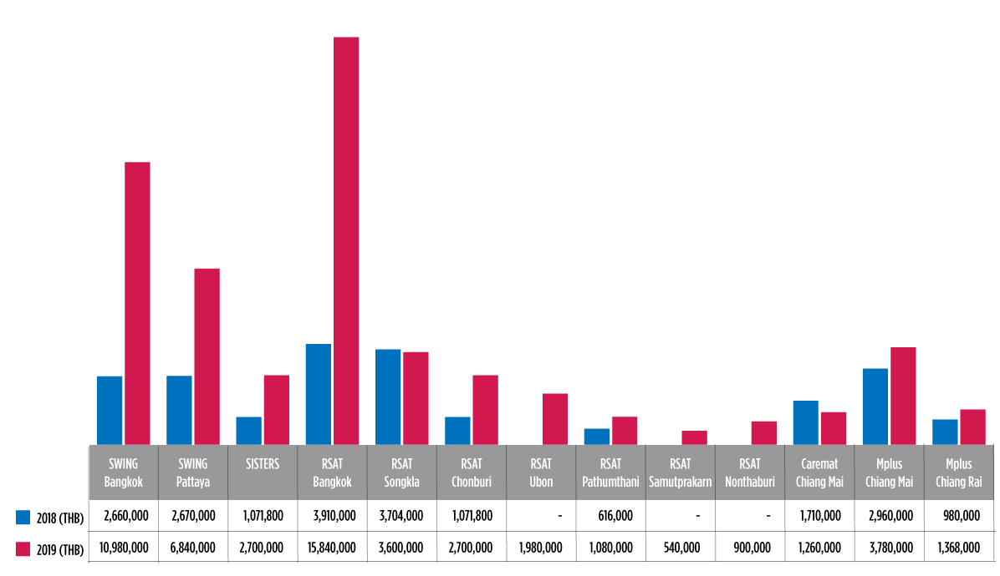 SWING SWING SISTERS RSAT RSAT RSAT RSAT RSAT RSAT RSAT Caremat Mplus Mplus
Bangkok Pattaya Bangkok Songkla Chonburi Ubon Pathumthani Samutprakarn Nonthaburi Chiang Mai Chiang Mai Chiang Rai
2018 (THB) 2,660,000 2,670,000 1,071,800 3,910,000 3,704,000 1,071,800 - 616,000 - - 1,710,000 2,960,000 980,000
2019 (THB) 10,980,000 6,840,000 2,700,000 15,840,000 3,600,000 2,700,000 1,980,000 1,080,000 540,000 900,000 1,260,000 3,780,000 1,368,000